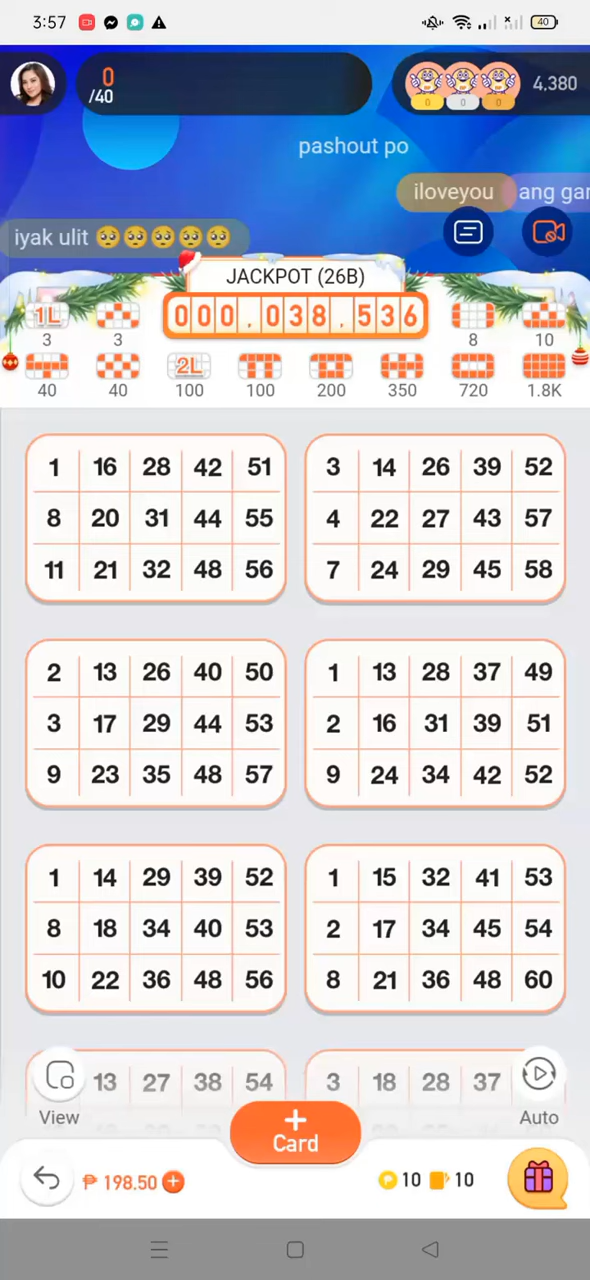 3:57
40
0
/40
0 0 0
4.380
pashout po
iloveyou
ang gar
iyak ulit 🥺🥺🥺🥺🥺
JACKPOT (26B)
000.038.536
1L
3
3
8
10
2L
40
40
100
100
200
350
720
1.8K
1 16 28 42 51
8 20 31 44 55
11 21 32 48 56
3 14 26 39 52
4 22 27 43 57
7 24 29 45 58
2 13 26 40 50
3 17 29 44 53
9 23 35 48 57
1 13 28 37 49
2 16 31 39 51
9 24 34 42 52
1 14 29 39 52
8 18 34 40 53
10 22 36 48 56
1 15 32 41 53
2 17 34 45 54
8 21 36 48 60
13 27 38 54
3 18 28 37
View
Auto
+
Card
₱ 198.50
P 10
10